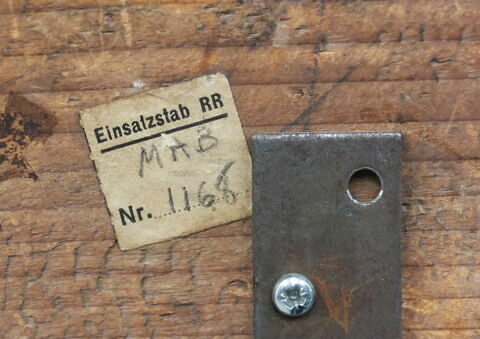 Einsatzstab RR
MAB
Nr. 1168